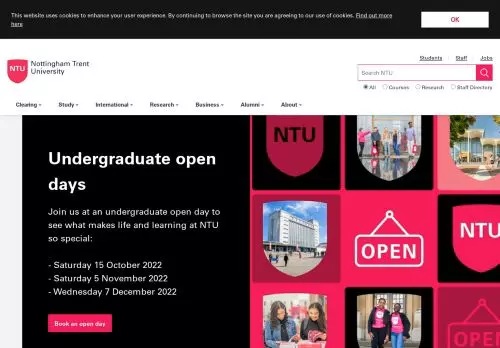 This website uses cookies to enhance your user experience. By continuing to browse the site you are agreeing to our use of cookies. Find out more
here
OK
Students
Staff
Jobs
NTU
Nottingham Trent
University
Search NTU
All
Courses
Research
Staff Directory
Clearing
Study
International
Research
Business
Alumni
About
Undergraduate open
days
Join us at an undergraduate open day to
see what makes life and learning at NTU
so special:
- Saturday 15 October 2022
- Saturday 5 November 2022
- Wednesday 7 December 2022
Book an open day
NTU
OPEN
NTU
OPEN